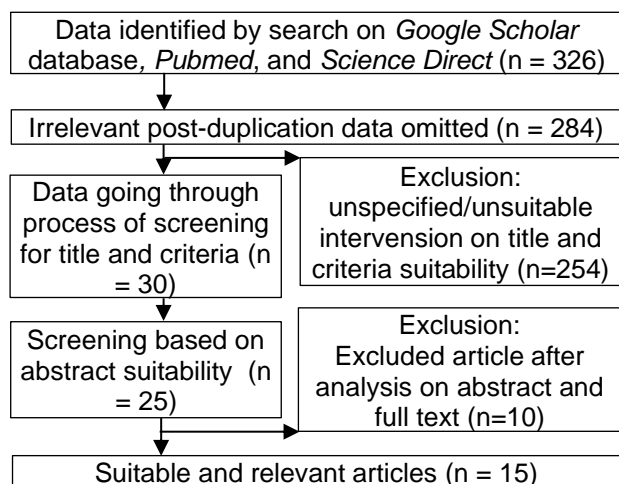 Data identified by search on Google Scholar
database, Pubmed, and Science Direct (n = 326)
Irrelevant post-duplication data omitted (n = 284)
Data going through
process of screening
for title and criteria (n
= 30)
Exclusion:
unspecified/unsuitable
intervention on title and
criteria suitability (n=254)
Screening based on
abstract suitability (n
= 25)
Exclusion:
Excluded article after
analysis on abstract and
full text (n=10)
Suitable and relevant articles (n = 15)